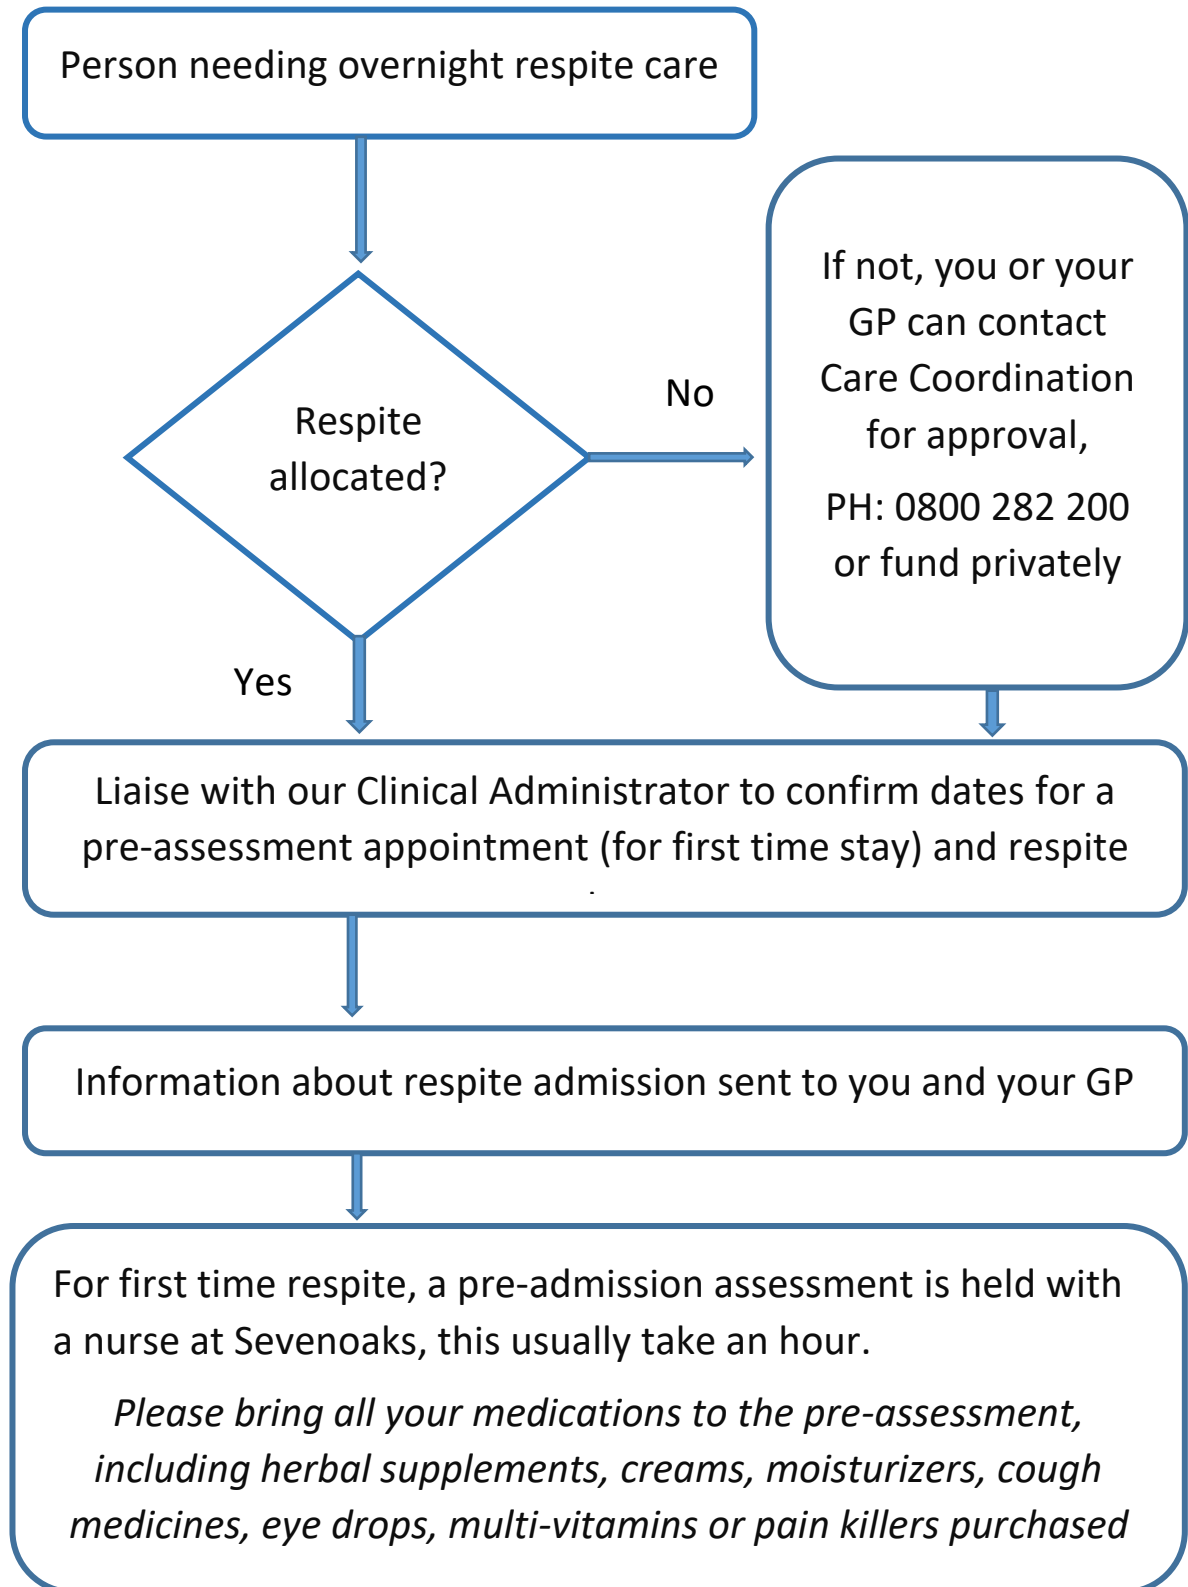 Person needing overnight respite care
If not, you or your
GP can contact
Care Coordination
for approval,
PH: 0800 282 200
or fund privately
Respite
allocated?
No
Yes
Liaise with our Clinical Administrator to confirm dates for a
pre-assessment appointment (for first time stay) and respite
Information about respite admission sent to you and your GP
For first time respite, a pre-admission assessment is held with
a nurse at Sevenoaks, this usually take an hour.
Please bring all your medications to the pre-assessment,
including herbal supplements, creams, moisturizers, cough
medicines, eye drops, multi-vitamins or pain killers purchased